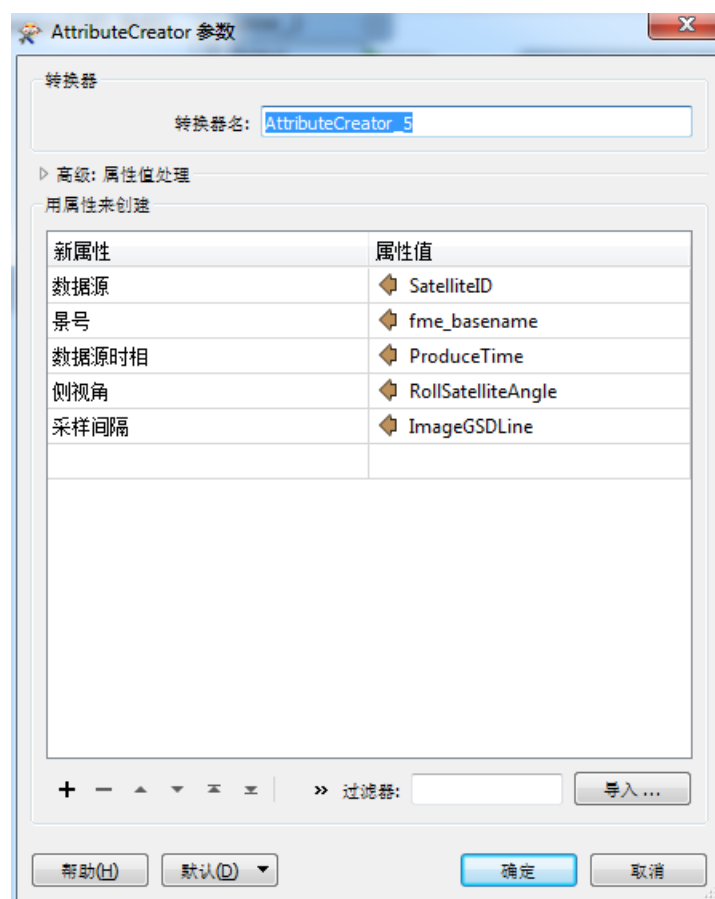 AttributeCreator 参数
转换器
转换器名: AttributeCreator_5
高级: 属性值处理
用属性来创建
新属性 属性值
数据源 SatelliteID
景号 fme_basename
数据源时相 ProduceTime
侧视角 RollSatelliteAngle
采样间隔 ImageGSDLine
过滤器: 导入 ...
帮助(H) 默认(D) 确定 取消